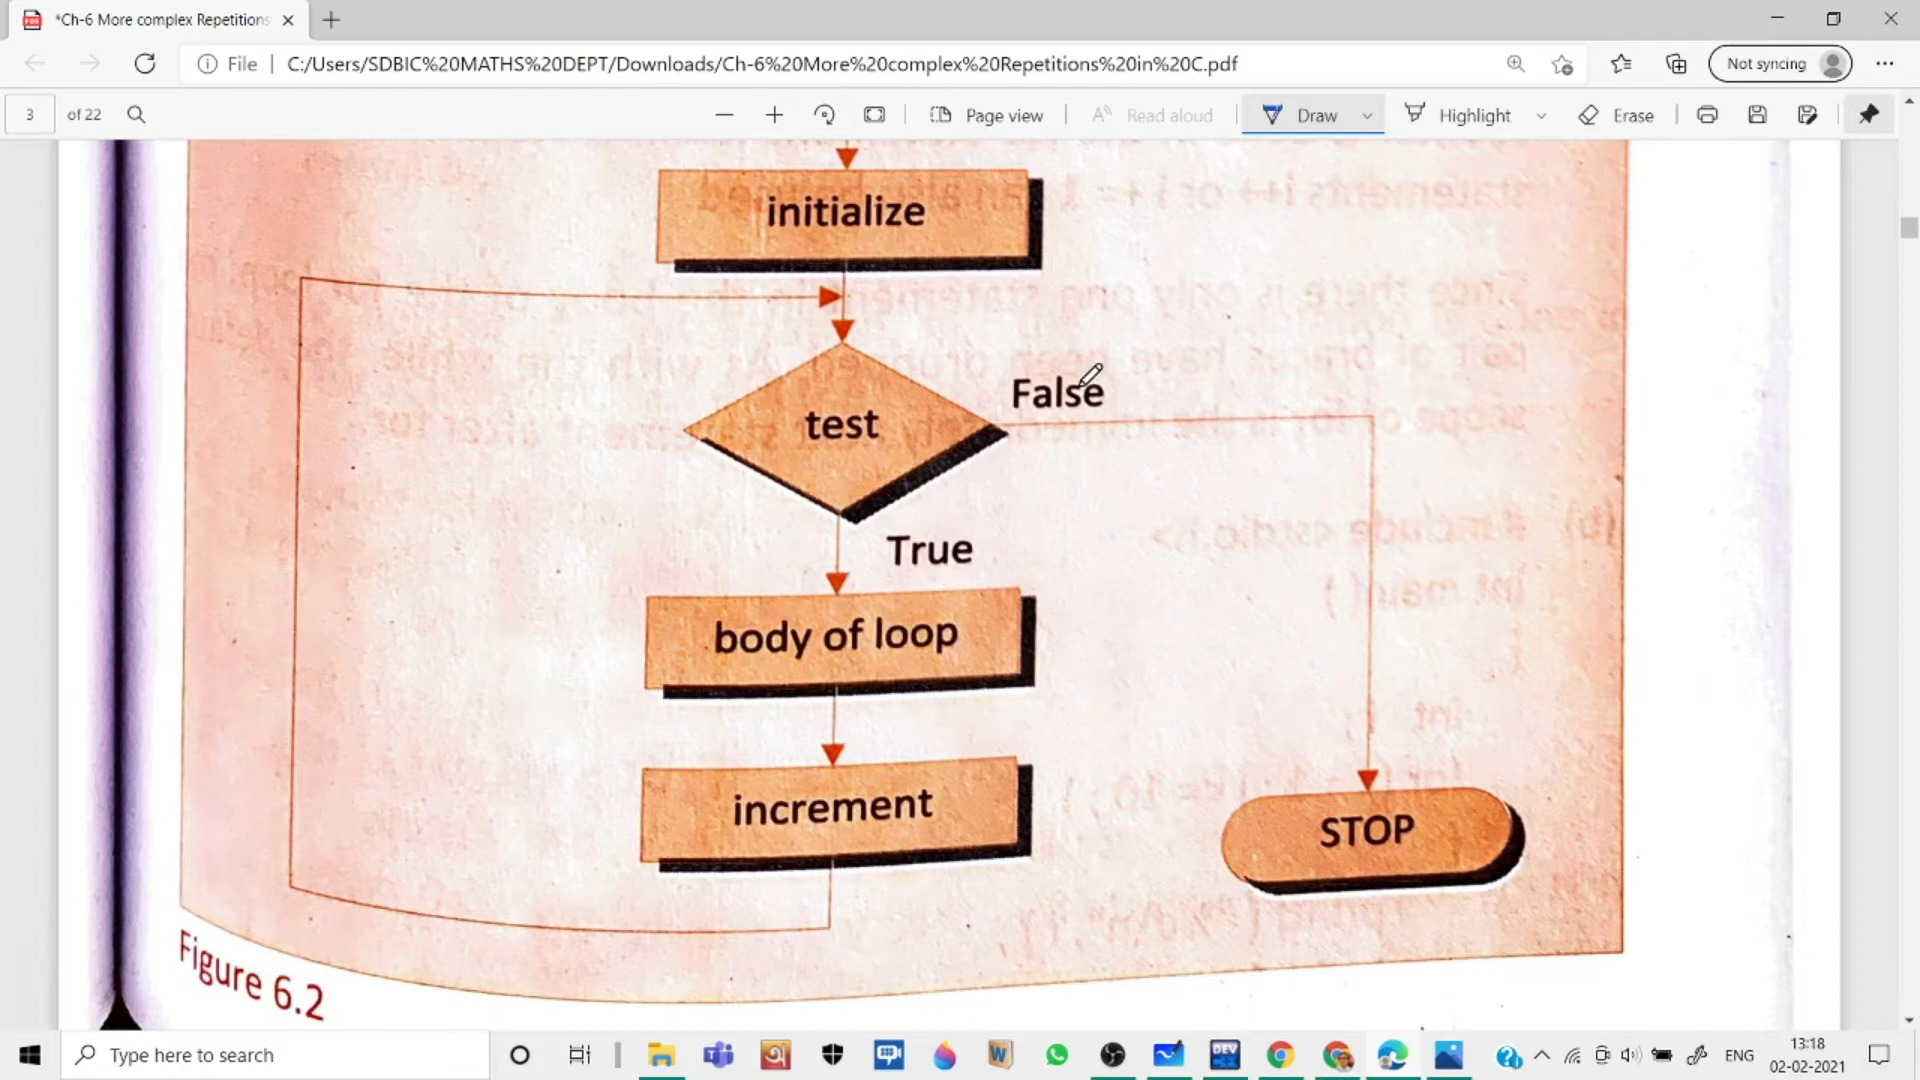 *Ch-6 More complex Repetitions
File
C:/Users/SDBIC%20MATHS%20DEPT/Downloads/Ch-6%20More%20complex%20Repetitions%20in%20C.pdf
Not syncing
3 of 22
Page view
Read aloud
Draw
Highlight
Erase
initialize
test
False
True
body of loop
increment
STOP
Figure 6.2
Type here to search
ENG
13:18
02-02-2021